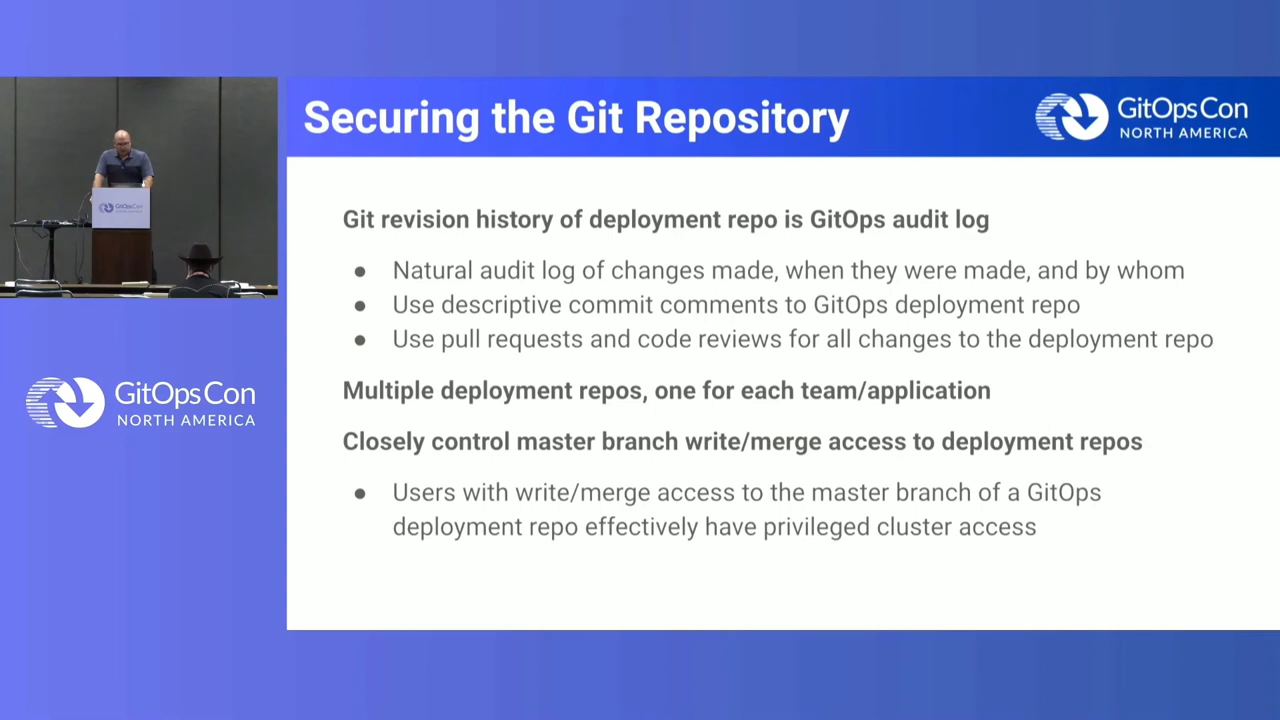 Securing the Git Repository
GitOpsCon
NORTH AMERICA
Git revision history of deployment repo is GitOps audit log
● Natural audit log of changes made, when they were made, and by whom
● Use descriptive commit comments to GitOps deployment repo
● Use pull requests and code reviews for all changes to the deployment repo
Multiple deployment repos, one for each team/application
Closely control master branch write/merge access to deployment repos
● Users with write/merge access to the master branch of a GitOps
deployment repo effectively have privileged cluster access
GitOpsCon
GitOpsCon
NORTH AMERICA